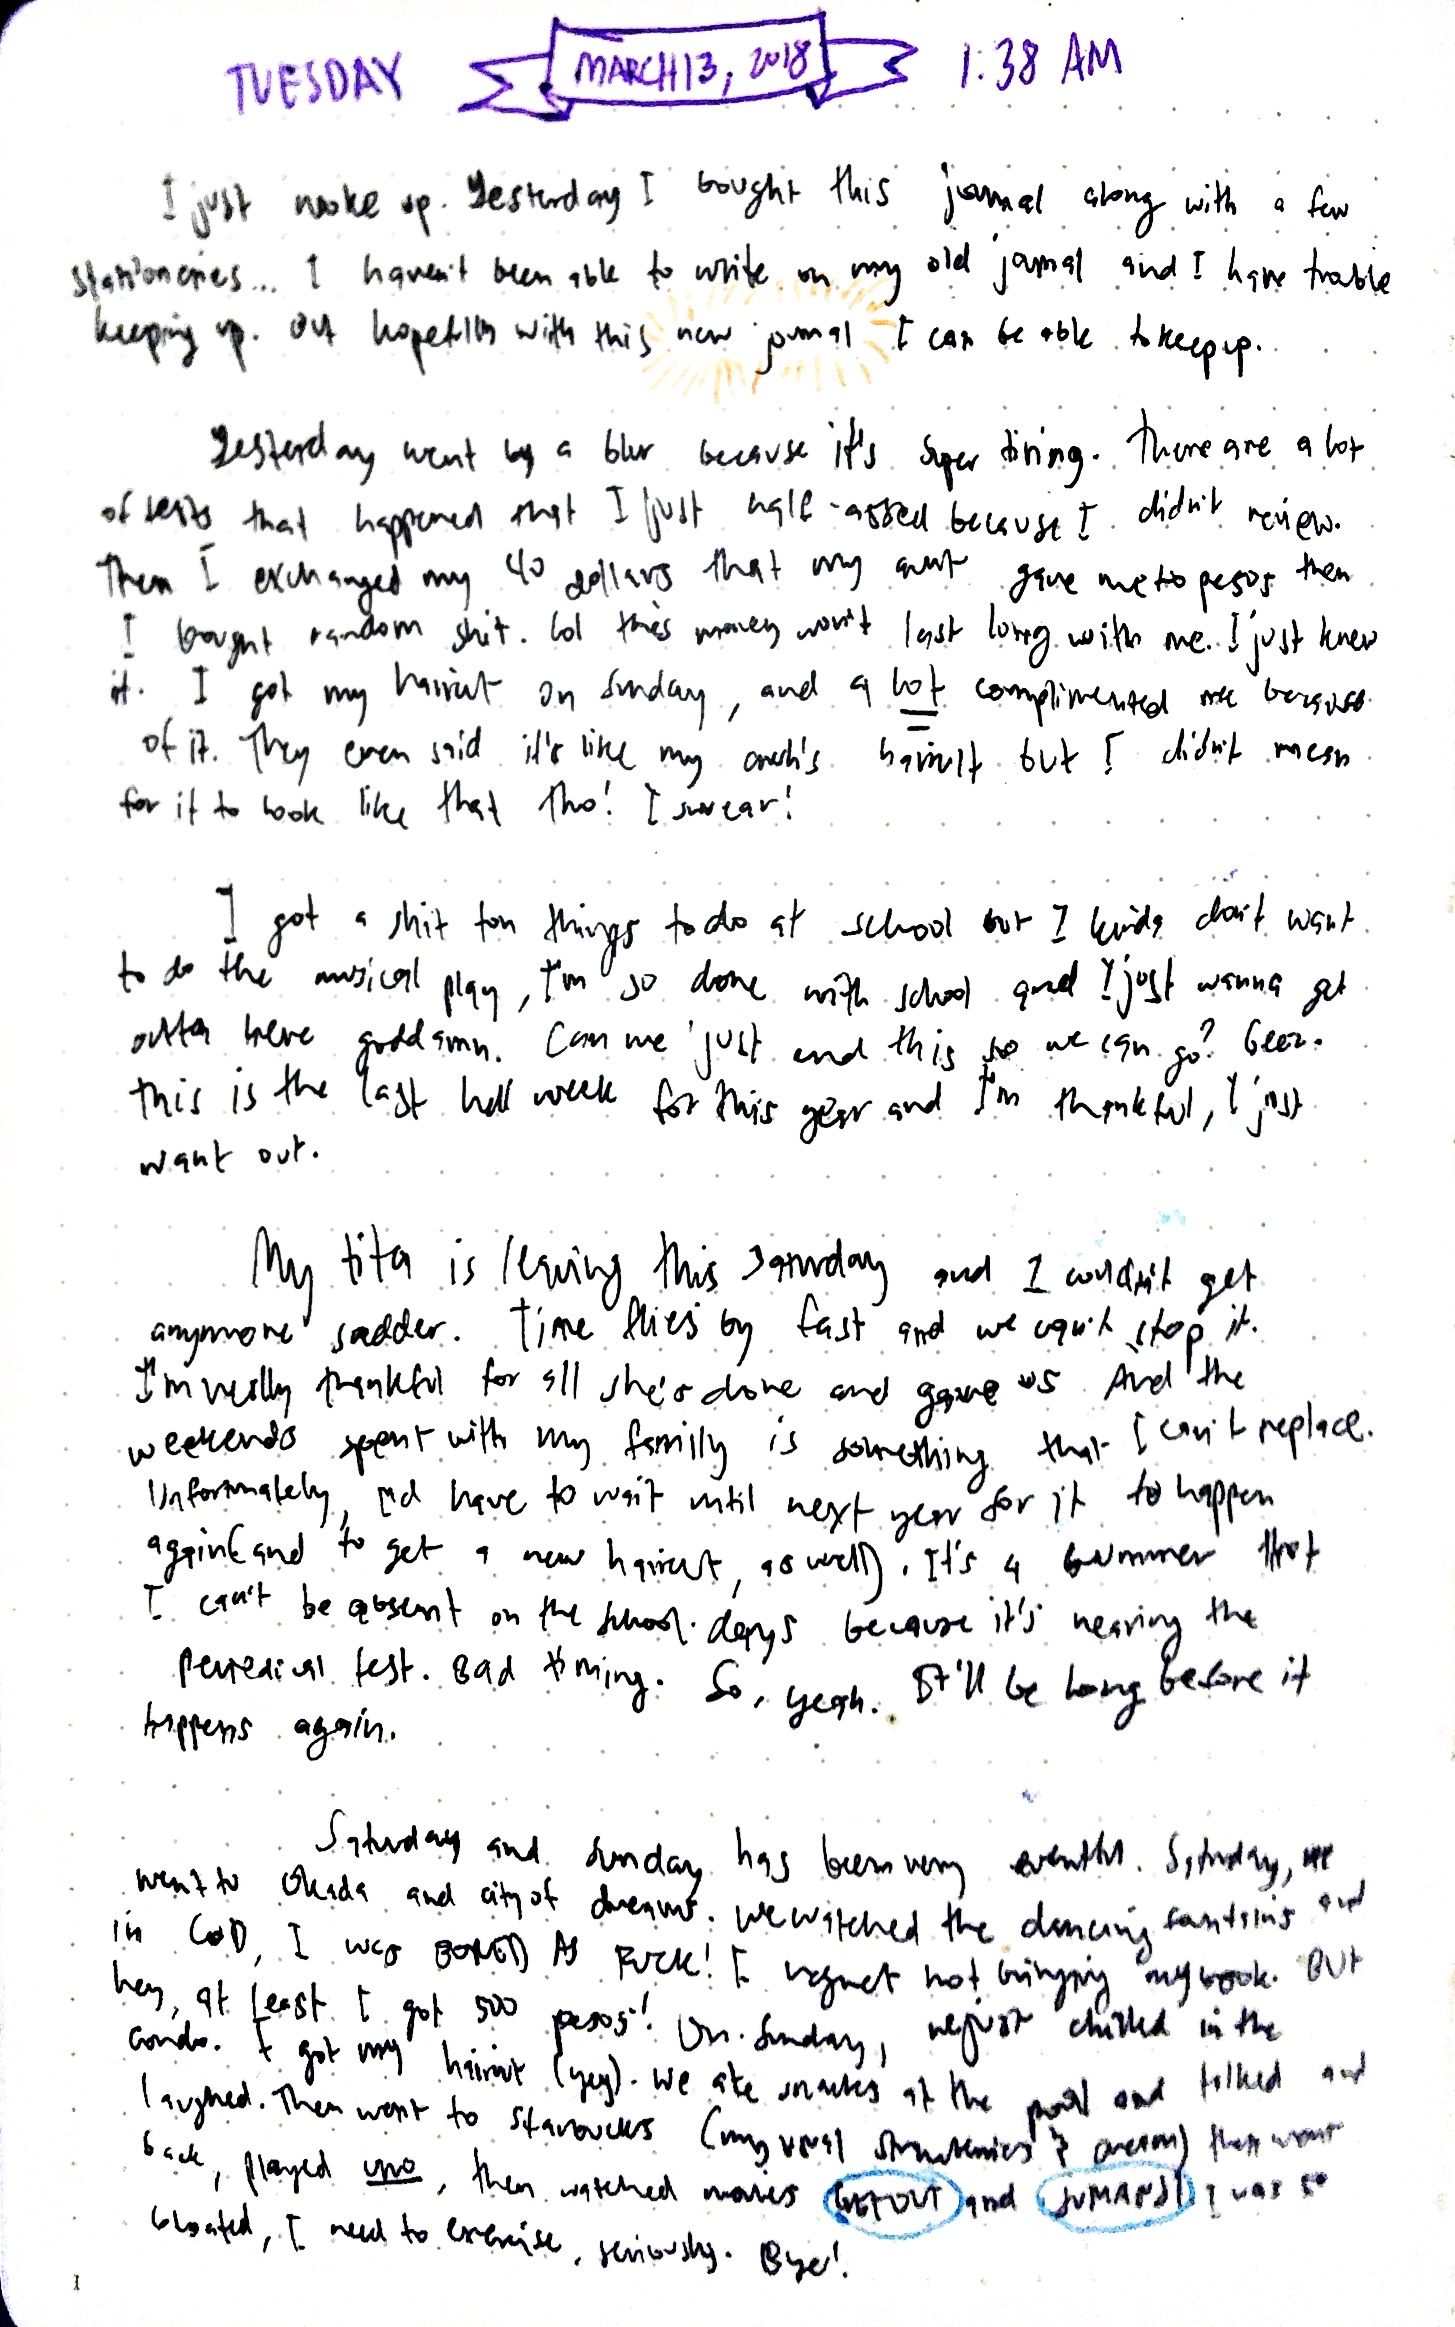 TUESDAY MARCH 13, 2018 1:38 AM
I just woke up. Yesterday I bought this journal along with a few
stationeries... I haven't been able to write on my old journal and I have trouble
keeping up. But hopefully with this new journal I can be able to keep up.
Yesterday went by a blur because it's super tiring. There are a lot
of tests that happened that I just half-assed because I didn't review.
Then I exchanged my 40 dollars that my aunt gave me to pesos then
I bought random shit. Lol this money won't last long with me. I just knew
it. I got my haircut on Sunday, and a lot complimented me because
of it. They even said it's like my haircut but I didn't mean
for it to look like that tho! I swear!
I got a shit ton things to do at school but I kinda don't want
to do the musical play, I'm so done with school and I just wanna get
outta here goddamn. Can we just end this so we can go? Geez.
This is the last hell week for this year and I'm thankful, I just
want out.
My tita is leaving this Saturday and I couldn't get
anymore sadder. Time flies by fast and we can't stop it.
I'm really thankful for all she's done and gave us And the
weekends spent with my family is something that I can't replace.
Unfortunately, I'd have to wait until next year for it to happen
again (and to get a new haircut, as well). It's a bummer that
I can't be absent on the school days because it's nearing the
periodical test. Bad timing. So, yeah. It'll be long before it
happens again.
Saturday and Sunday has been very eventful. Saturday, we
went to Okada and city of dreams. We watched the dancing fountains and
in COD, I was BORED AS FUCK! I regret not bringing my book. BUT
hey, at least I got 500 pesos! On Sunday, we just chilled in the
condo. I got my haircut (yey). We ate snacks at the pool and talked and
laughed. Then went to Starbucks (my usual strawberries & cream) then went
back, played uno, then watched movies GET OUT and JUMANJI I was so
bloated, I need to exercise, seriously. Bye!
1